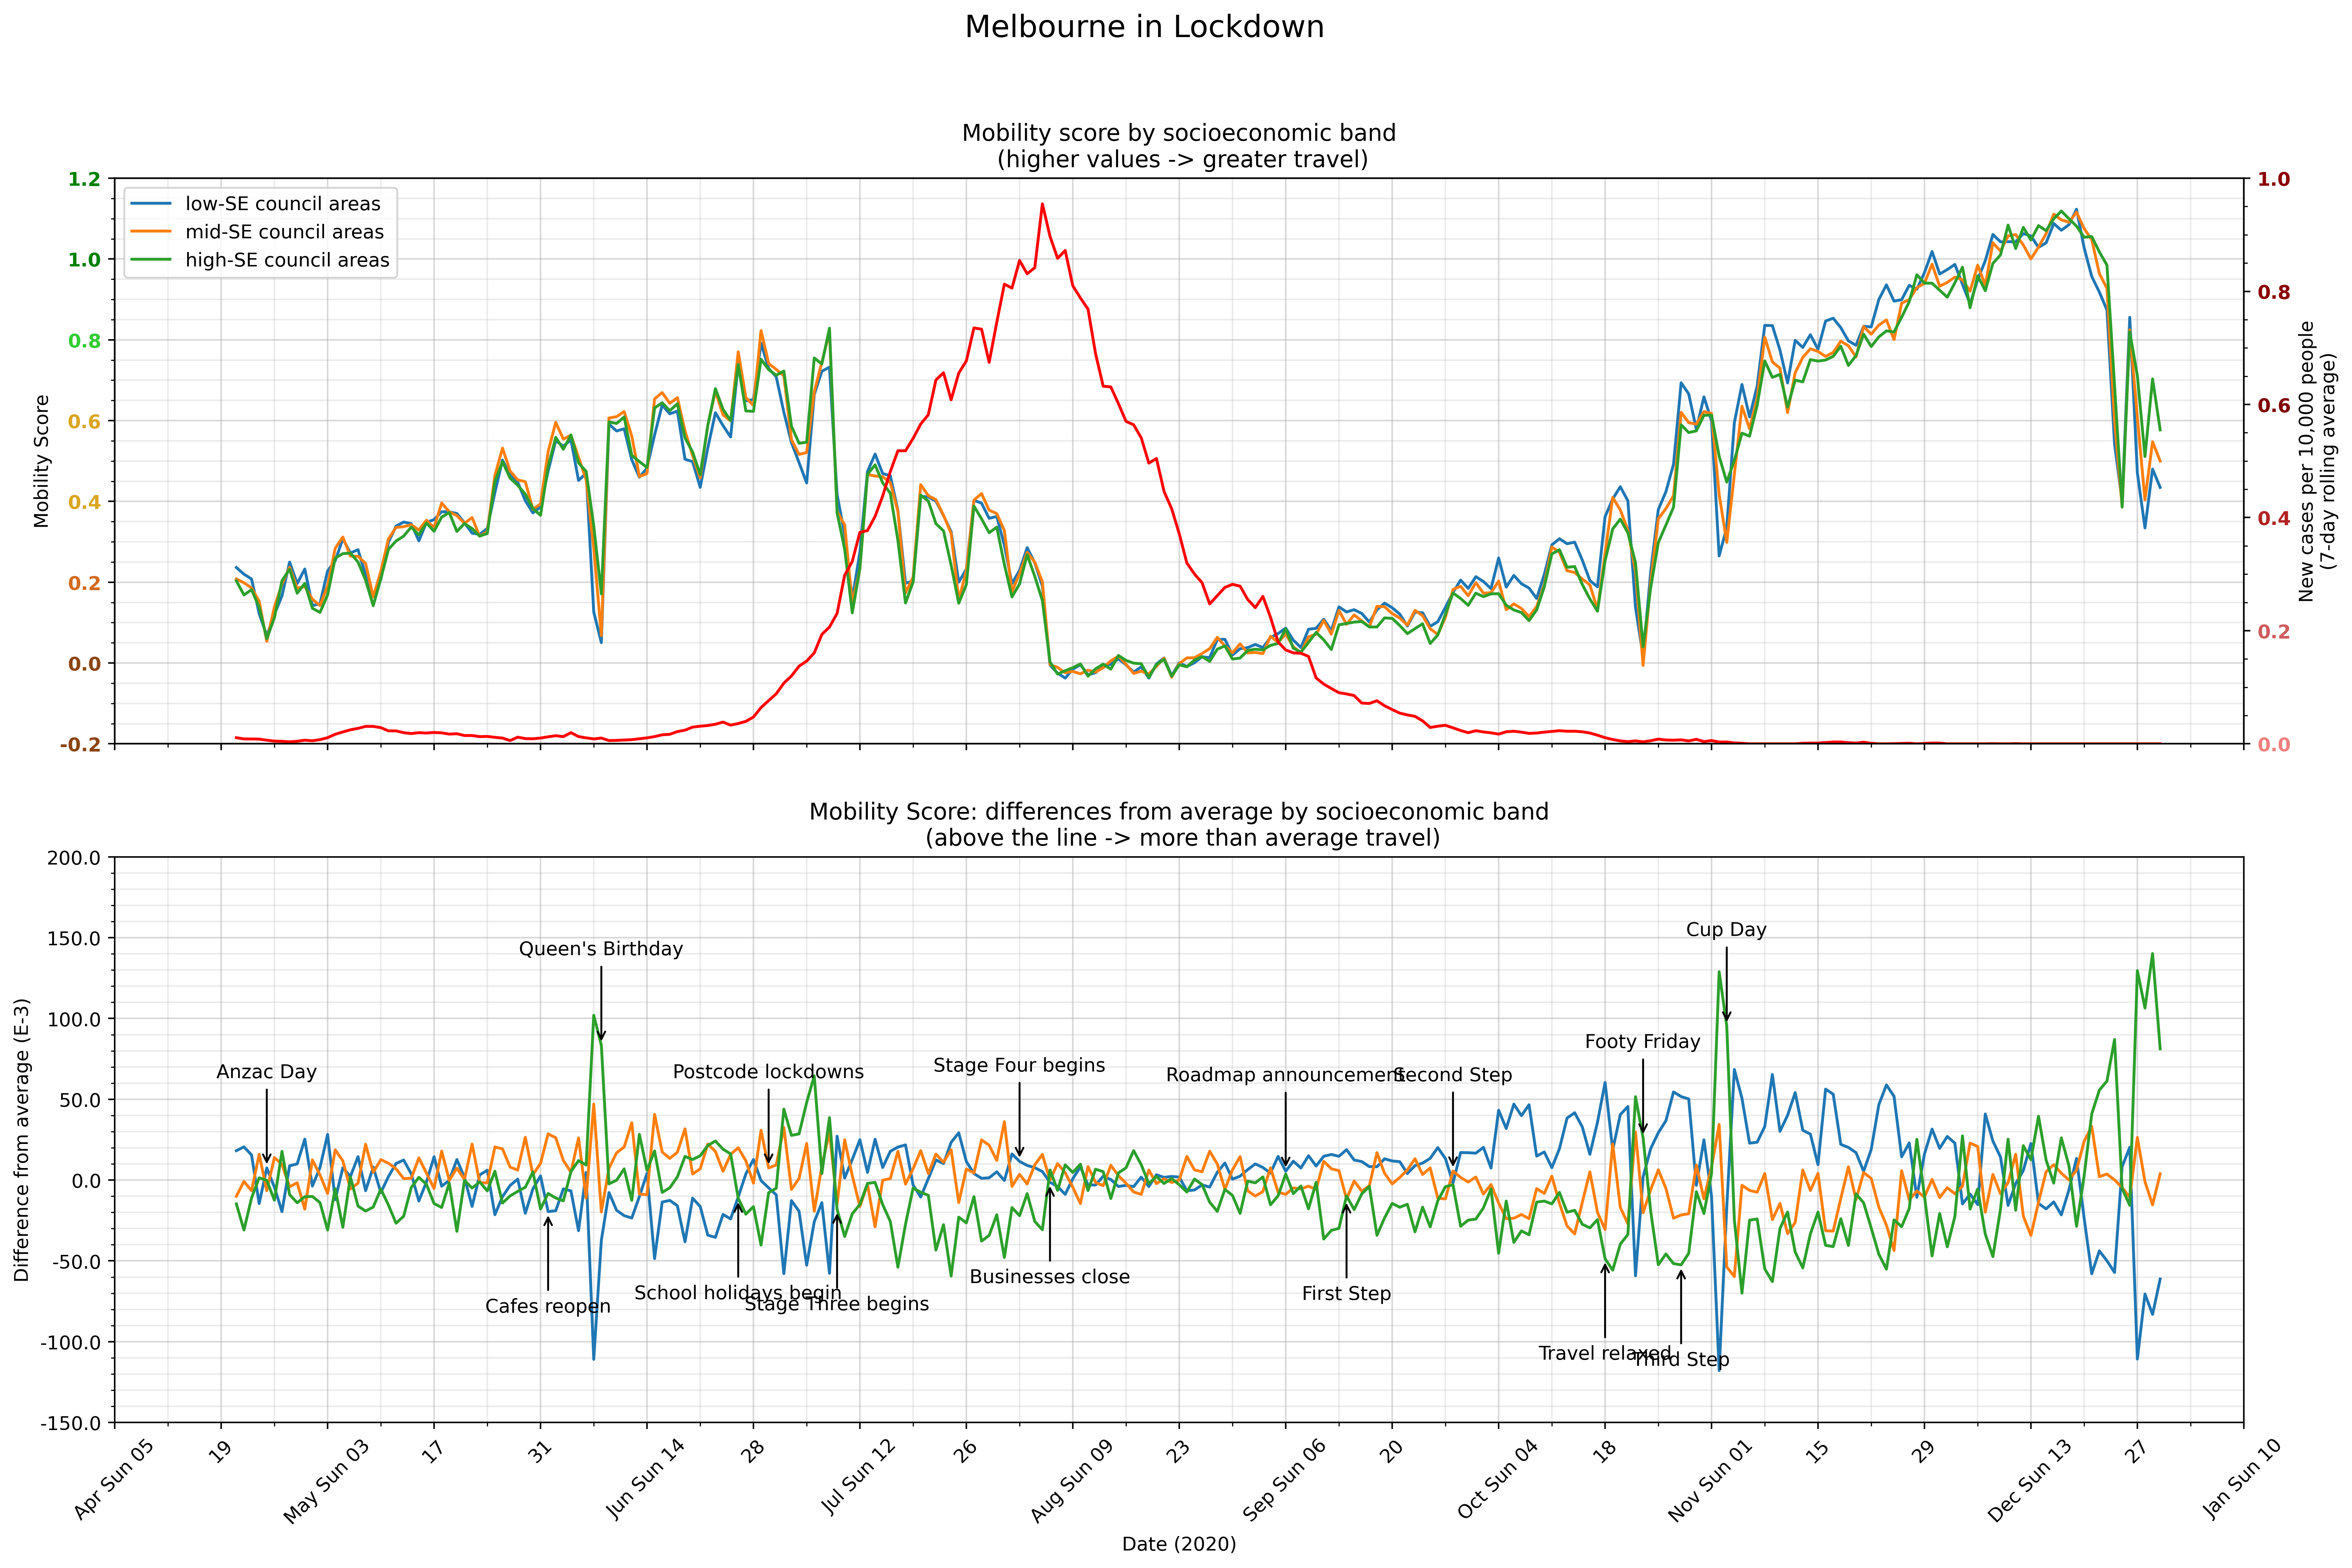 Melbourne in Lockdown
Mobility score by socioeconomic band
(higher values -> greater travel)
1.2
1.0
0.8
0.6
0.4
0.2
0.0
-0.2
Mobility Score
low-SE council areas
mid-SE council areas
high-SE council areas
1.0
0.8
0.6
0.4
0.2
0.0
New cases per 10,000 people
(7-day rolling average)
Mobility Score: differences from average by socioeconomic band
(above the line -> more than average travel)
200.0
150.0
100.0
50.0
0.0
-50.0
-100.0
-150.0
Difference from average (E-3)
Cup Day
Queen's Birthday
Footy Friday
Anzac Day
Postcode lockdowns
Stage Four begins
Roadmap announcement
Second Step
Cafes reopen
School holidays begin
Stage Three begins
Businesses close
First Step
Travel relaxed
Third Step
Apr Sun 05
19
May Sun 03
17
31
Jun Sun 14
28
Jul Sun 12
26
Aug Sun 09
23
Sep Sun 06
20
Oct Sun 04
18
Nov Sun 01
15
29
Dec Sun 13
27
Jan Sun 10
Date (2020)